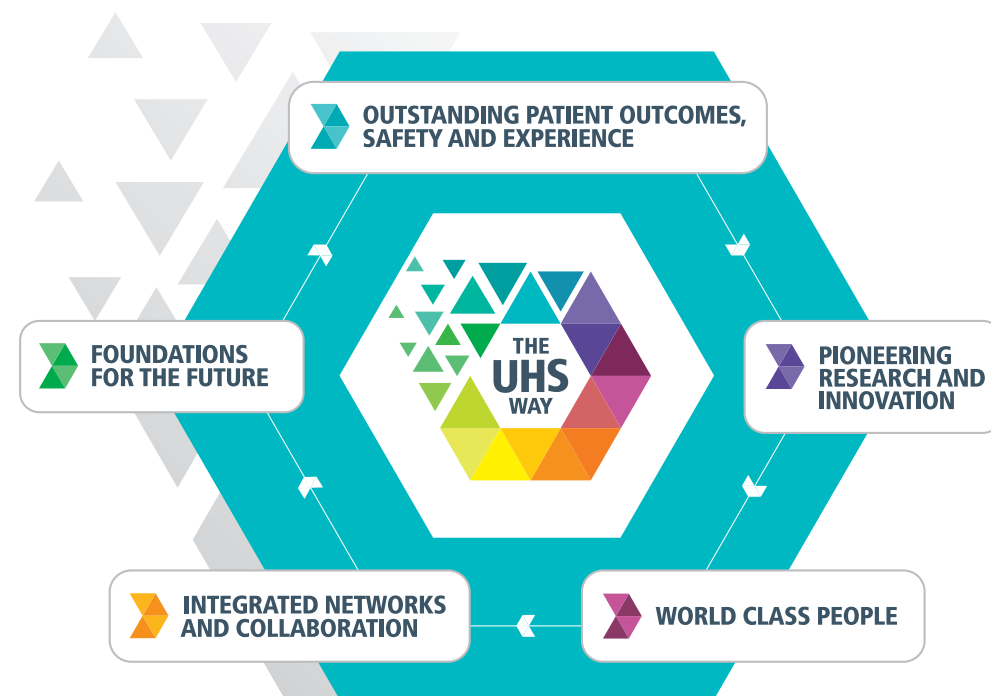 OUTSTANDING PATIENT OUTCOMES,
SAFETY AND EXPERIENCE
FOUNDATIONS
FOR THE FUTURE
THE
UHS
WAY
PIONEERING
RESEARCH AND
INNOVATION
INTEGRATED NETWORKS
AND COLLABORATION
WORLD CLASS PEOPLE